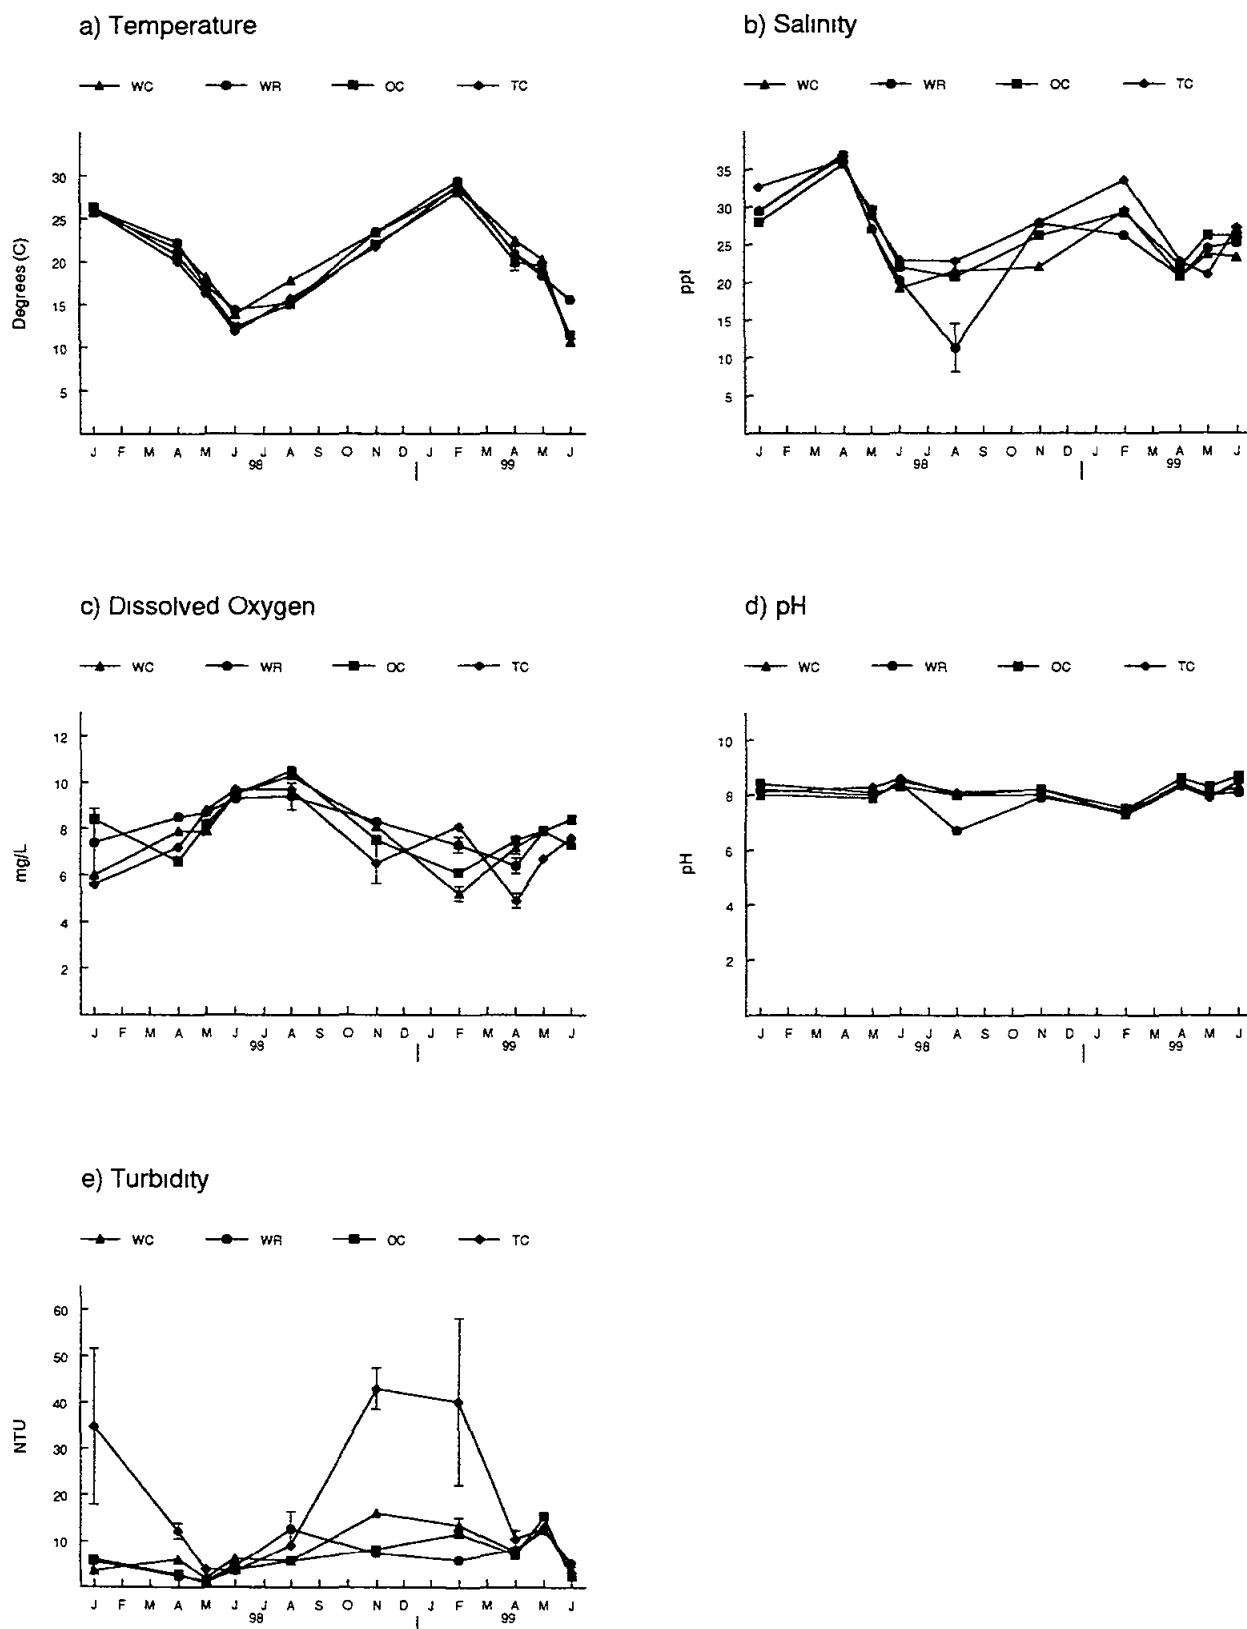 a) Temperature
WC WR OC TC
30
25
20
15
10
5
Degrees (C)
J F M A M J J A S O N D J F M A M J
98 99
b) Salinity
WC WR OC TC
35
30
25
20
15
10
5
ppt
J F M A M J J A S O N D J F M A M J
98 99
c) Dissolved Oxygen
WC WR OC TC
12
10
8
6
4
2
mg/L
J F M A M J J A S O N D J F M A M J
98 99
d) pH
WC WR OC TC
10
8
6
4
2
pH
J F M A M J J A S O N D J F M A M J
98 99
e) Turbidity
WC WR OC TC
60
50
40
30
20
10
NTU
J F M A M J J A S O N D J F M A M J
98 99